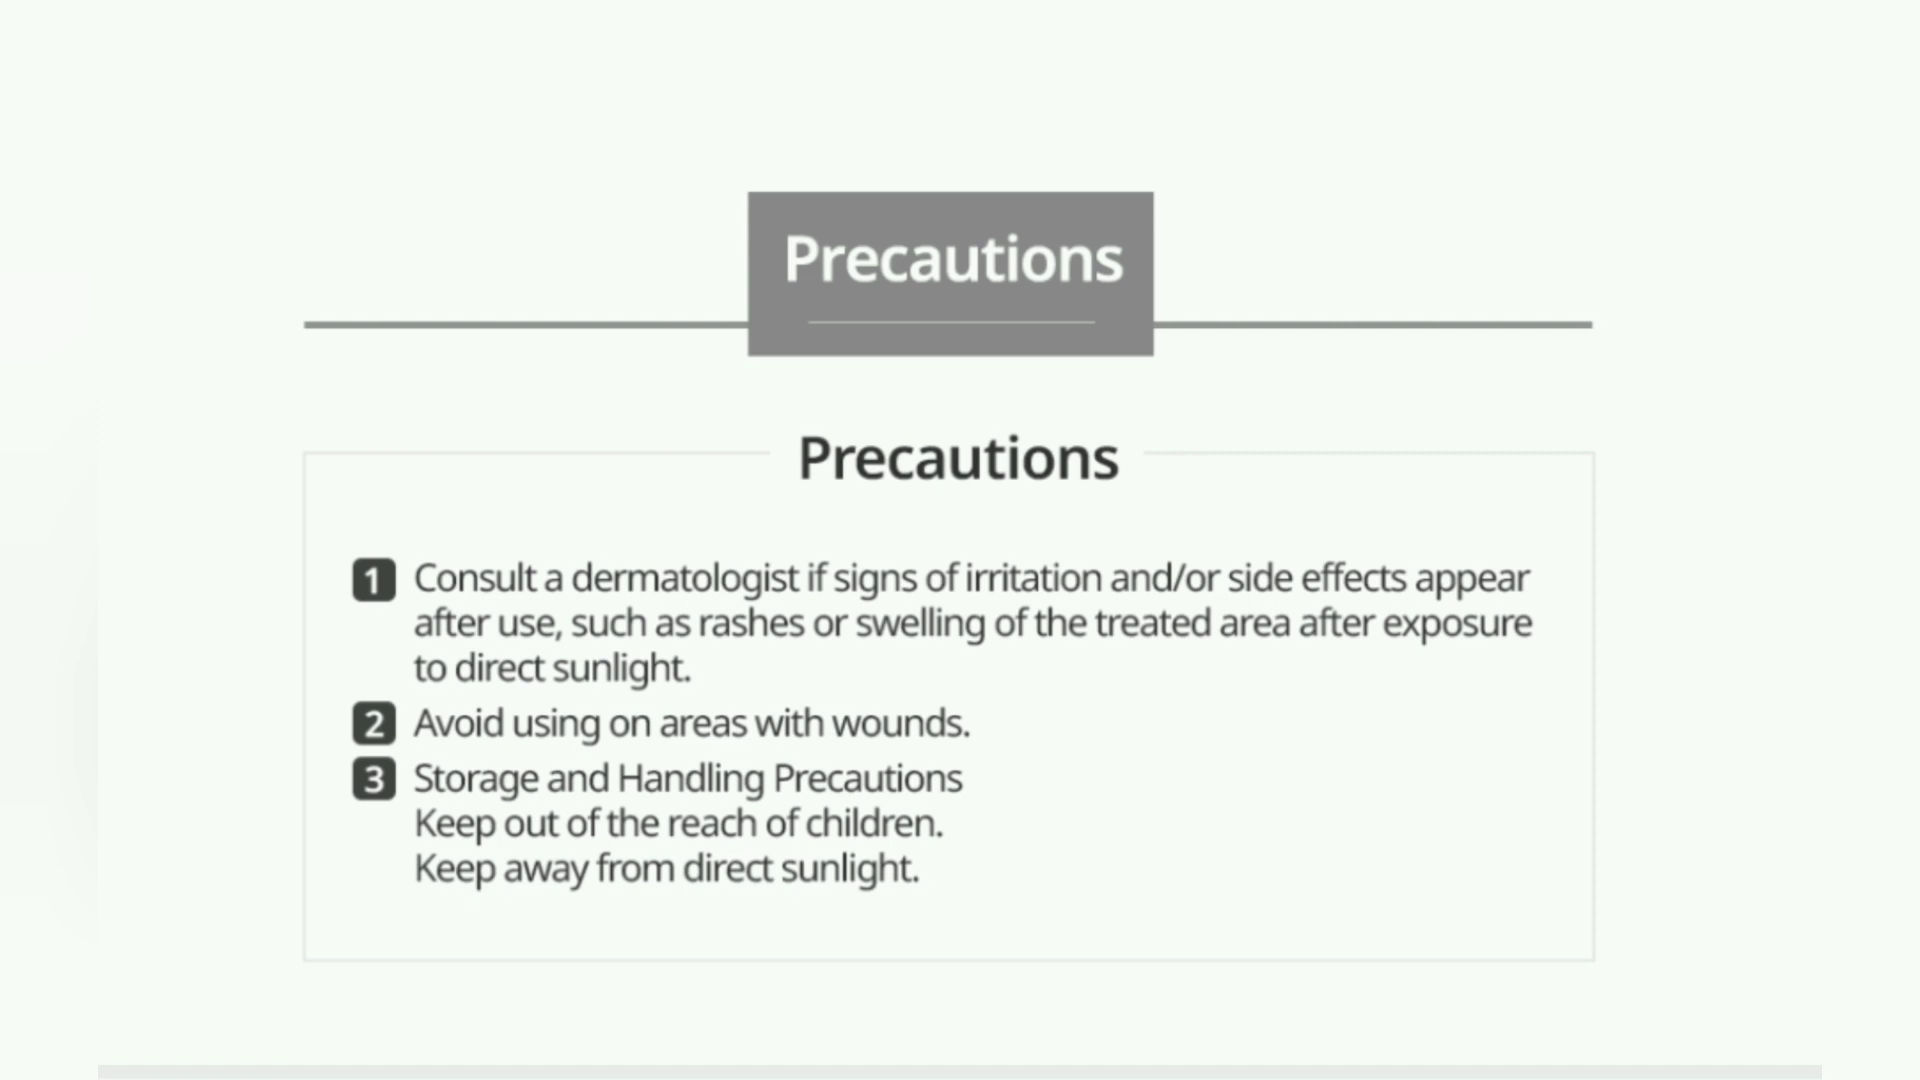 Precautions
Precautions
1 Consult a dermatologist if signs of irritation and/or side effects appear
after use, such as rashes or swelling of the treated area after exposure
to direct sunlight.
2 Avoid using on areas with wounds.
3 Storage and Handling Precautions
Keep out of the reach of children.
Keep away from direct sunlight.